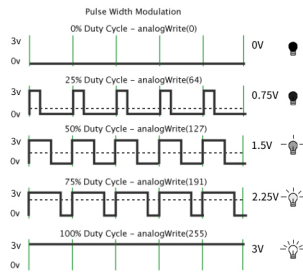 Pulse Width Modulation
0% Duty Cycle – analogWrite(0)
3v
0v
0V
25% Duty Cycle – analogWrite(64)
3v
0v
0.75V
50% Duty Cycle – analogWrite(127)
3v
0v
1.5V
75% Duty Cycle – analogWrite(191)
3v
0v
2.25V
100% Duty Cycle – analogWrite(255)
3v
0v
3V